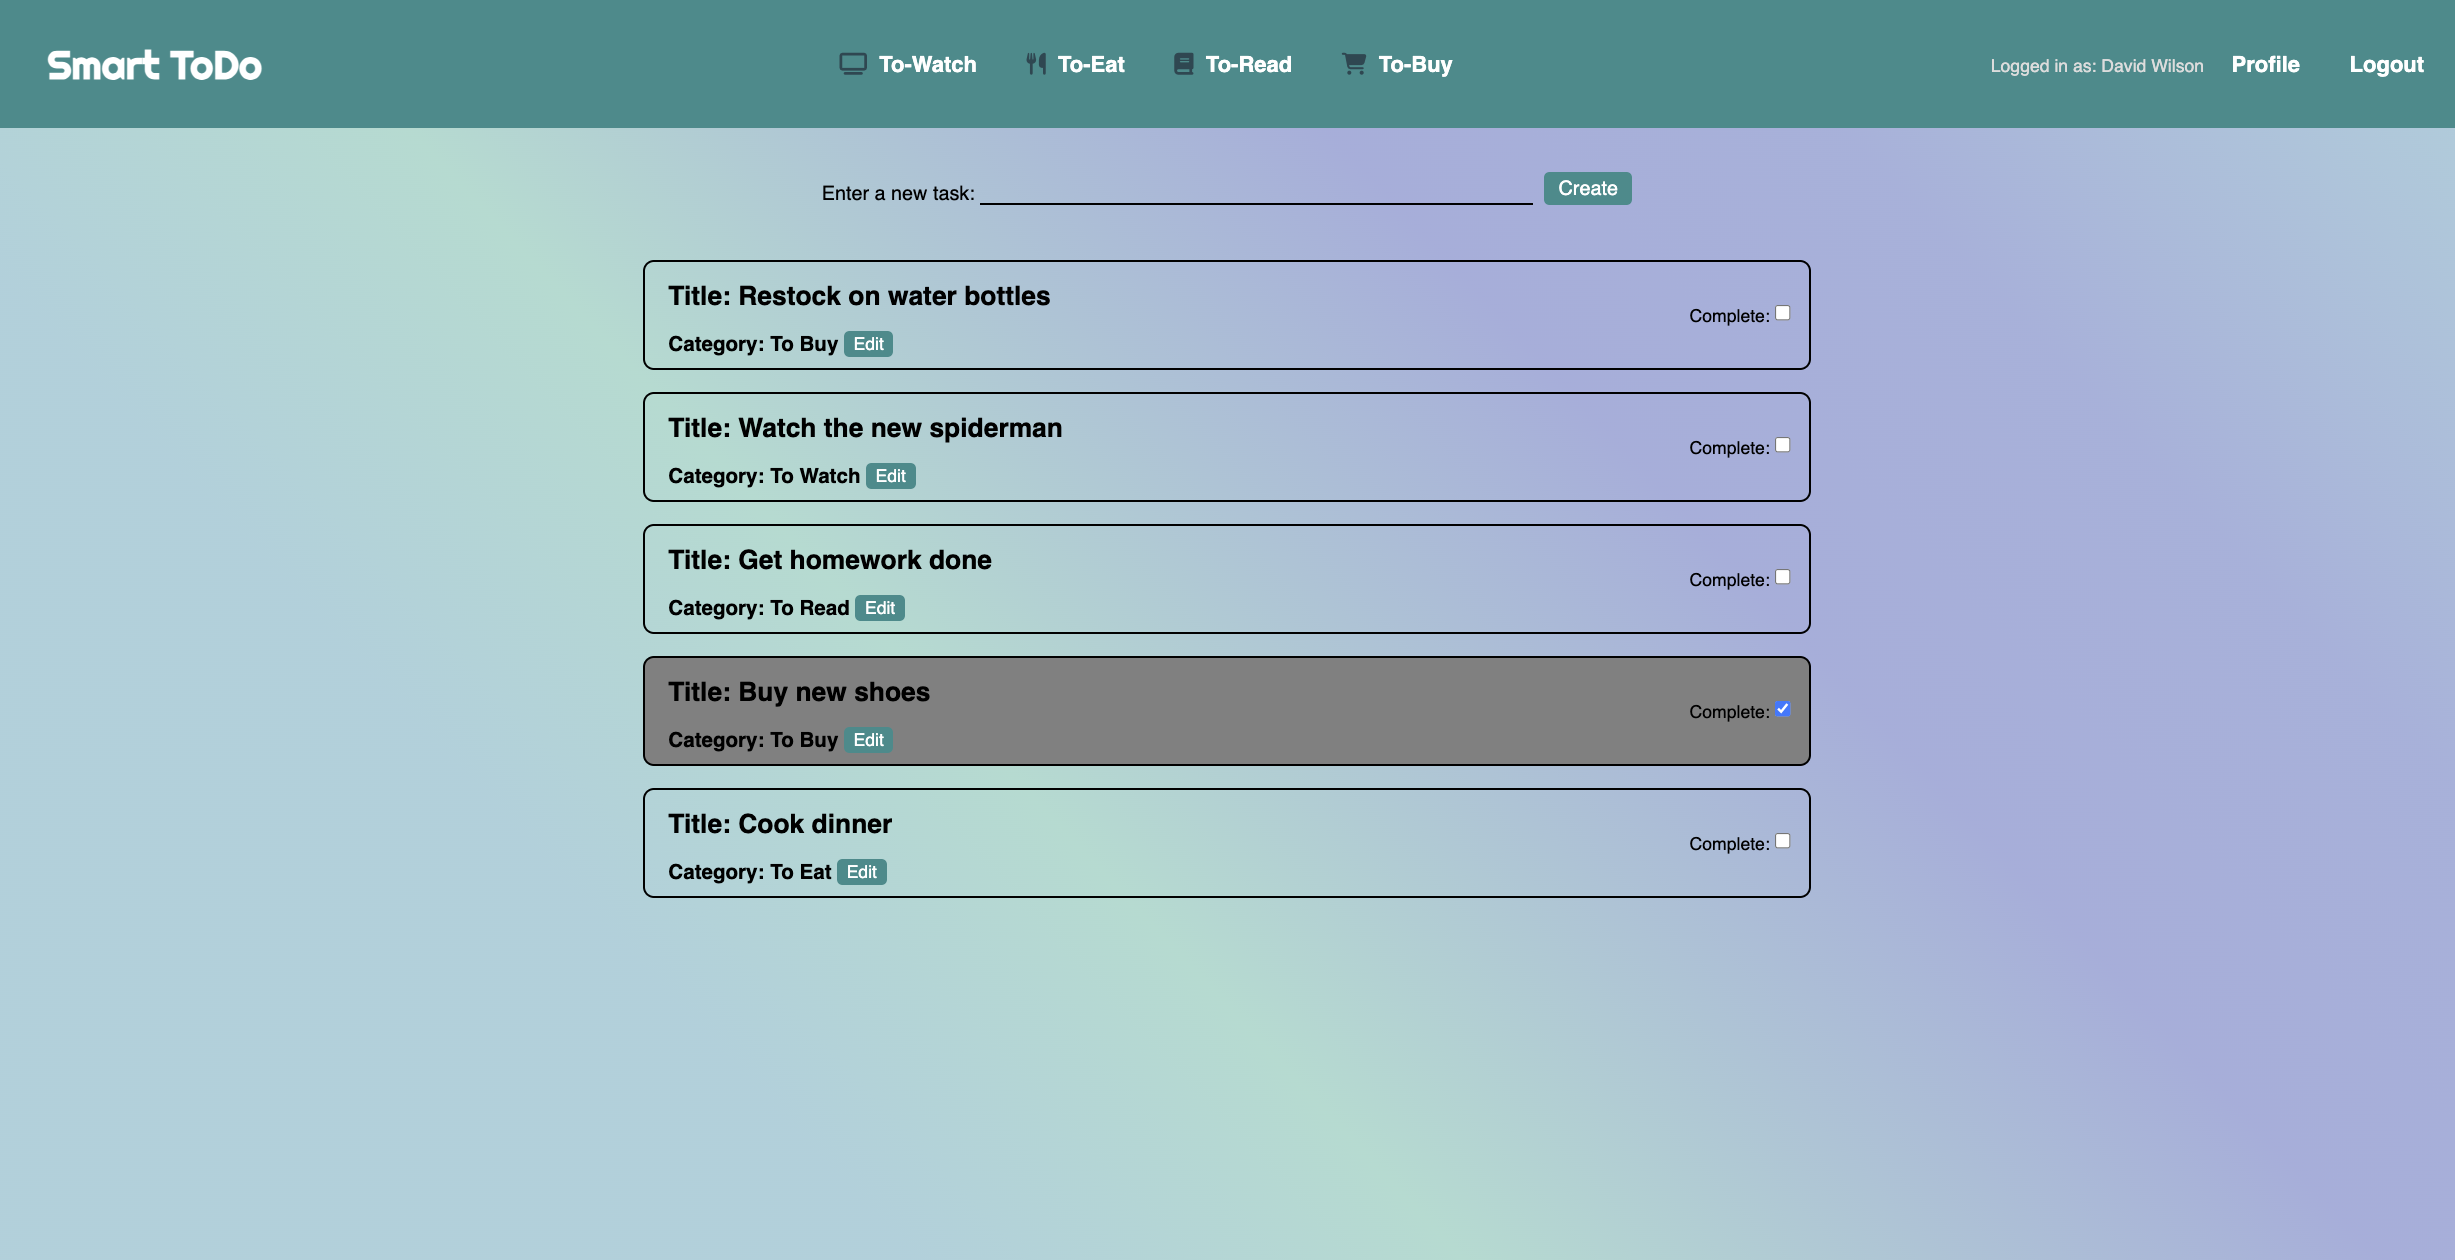 Smart ToDo
To-Watch To-Eat To-Read To-Buy
Logged in as: David Wilson Profile Logout
Enter a new task: Create
Title: Restock on water bottles
Complete:
Category: To Buy Edit
Title: Watch the new spiderman
Complete:
Category: To Watch Edit
Title: Get homework done
Complete:
Category: To Read Edit
Title: Buy new shoes
Complete:
Category: To Buy Edit
Title: Cook dinner
Complete:
Category: To Eat Edit